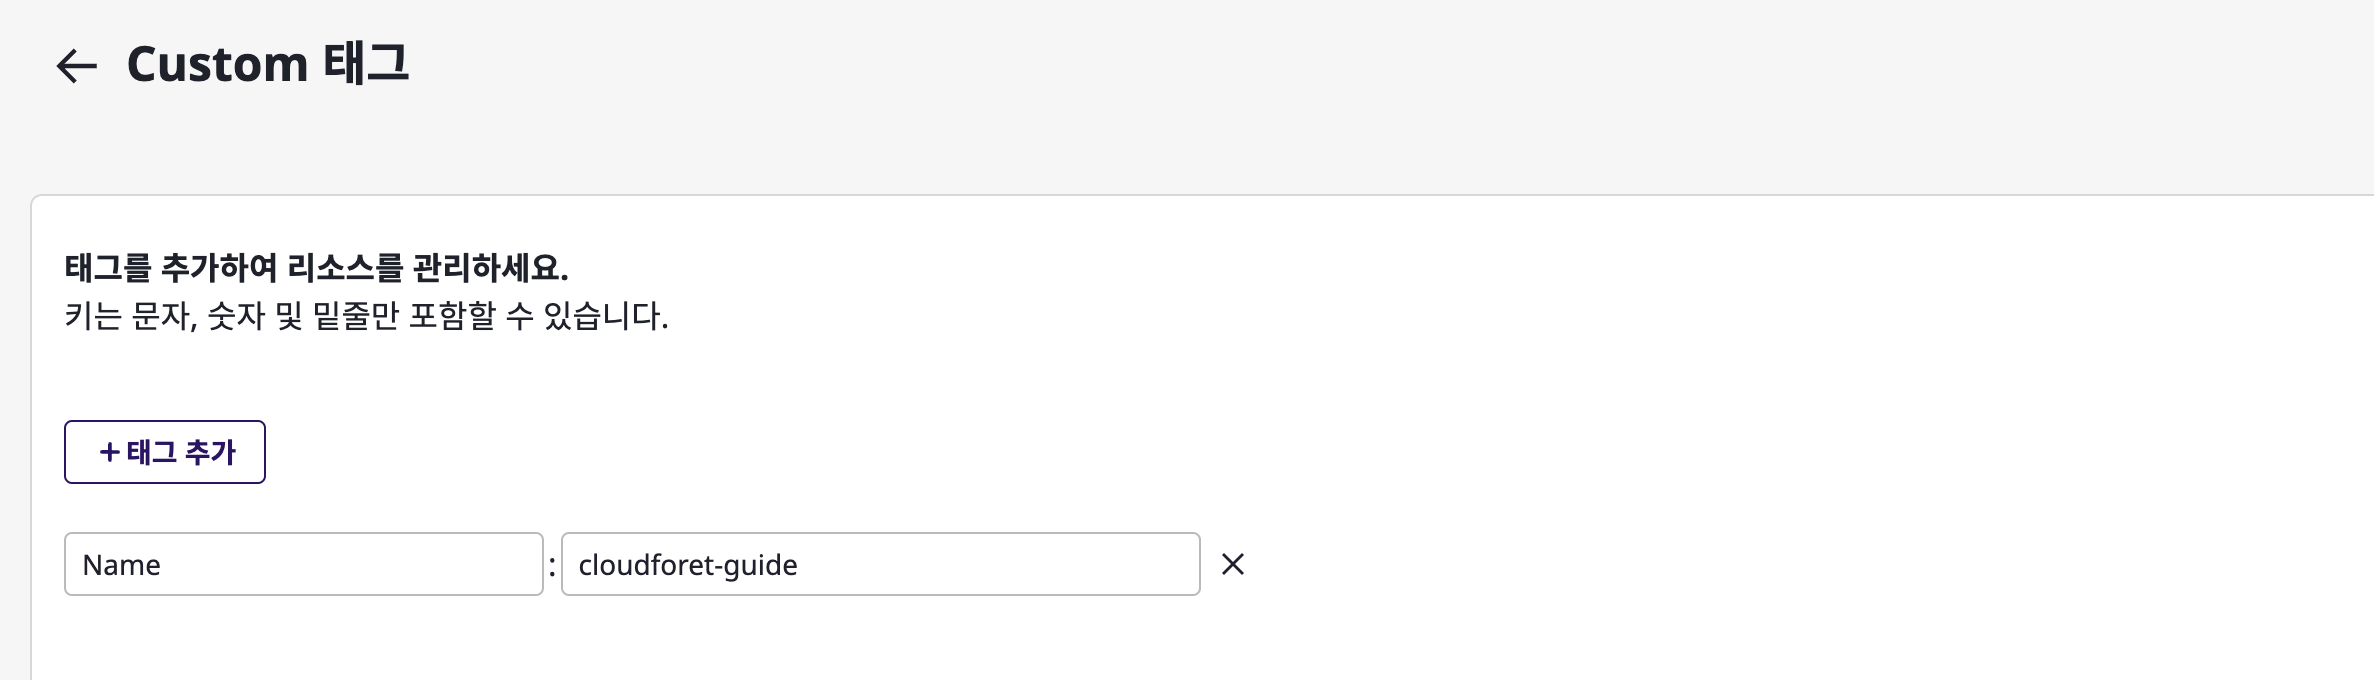 ← Custom 태그
태그를 추가하여 리소스를 관리하세요.
키는 문자, 숫자 및 밑줄만 포함할 수 있습니다.
+ 태그 추가
Name : cloudforet-guide